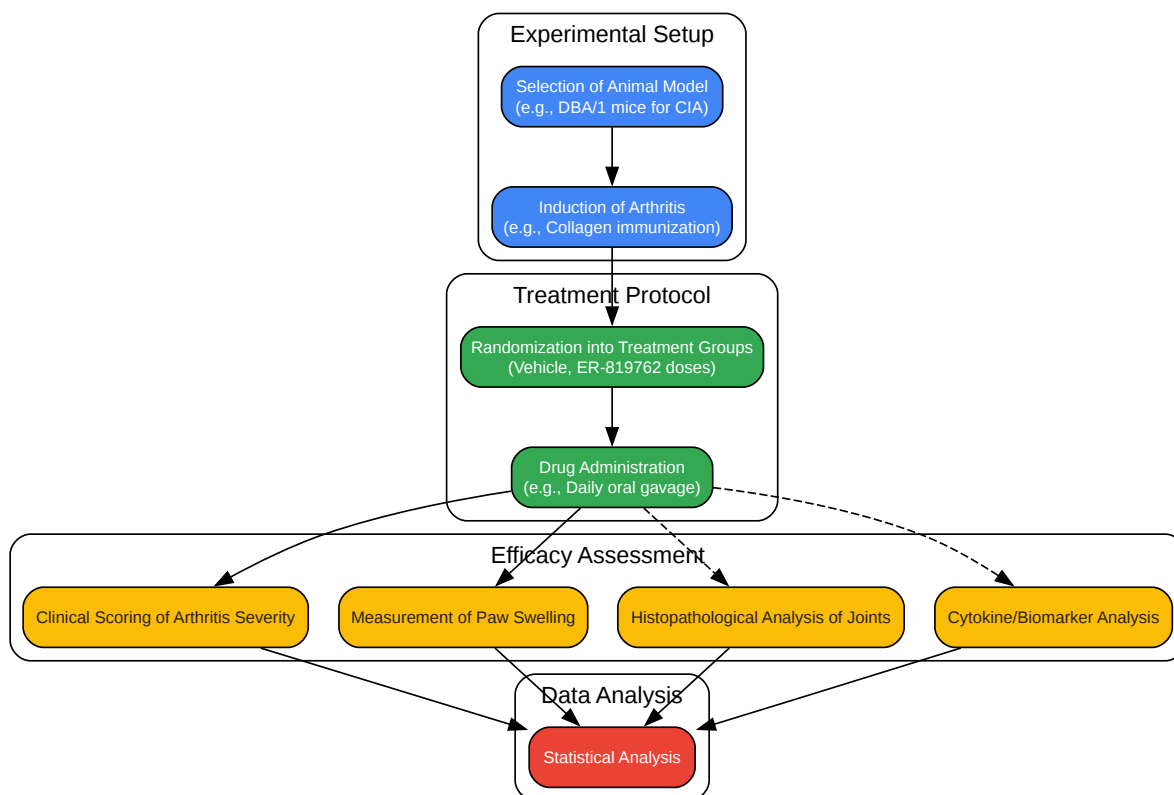 Experimental Setup
Selection of Animal Model
(e.g., DBA/1 mice for CIA)
Induction of Arthritis
(e.g., Collagen immunization)
Treatment Protocol
Randomization into Treatment Groups
(Vehicle, ER-819762 doses)
Drug Administration
(e.g., Daily oral gavage)
Efficacy Assessment
Clinical Scoring of Arthritis Severity
Measurement of Paw Swelling
Histopathological Analysis of Joints
Cytokine/Biomarker Analysis
Data Analysis
Statistical Analysis